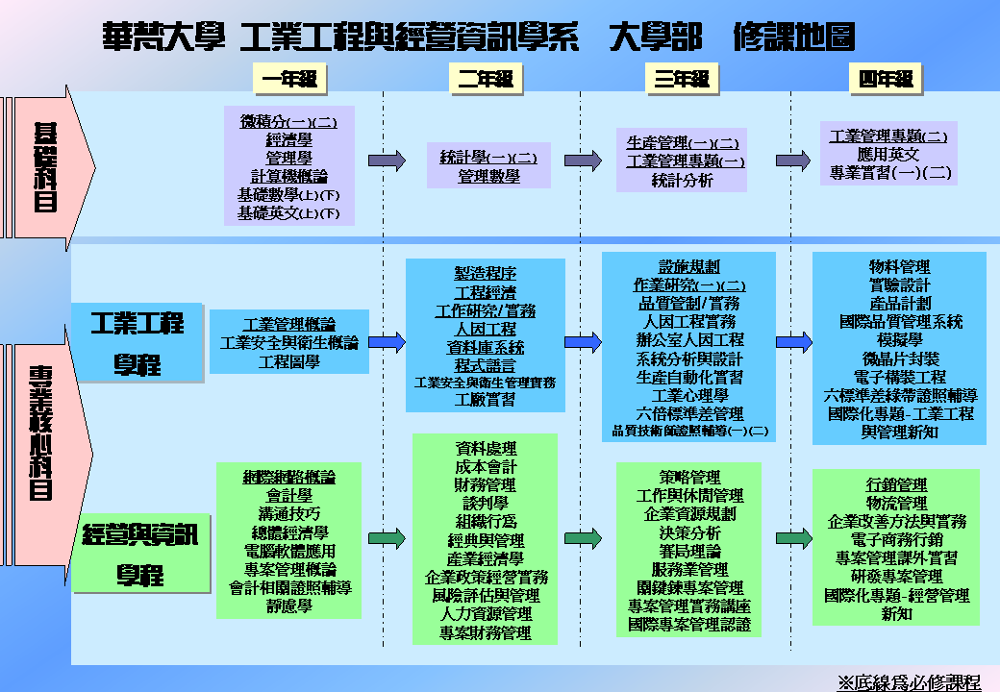 華梵大學 工業工程與經營資訊學系　大學部　修課地圖
一年級
二年級
三年級
四年級
基礎科目
微積分(一)(二)
經濟學
管理學
計算機概論
基礎數學(上)(下)
基礎英文(上)(下)
統計學(一)(二)
管理數學
生產管理(一)(二)
工業管理專題(一)
統計分析
工業管理專題(二)
應用英文
專業實習(一)(二)
專業核心科目
工業工程
學程
工業管理概論
工業安全與衛生概論
工程圖學
製造程序
工程經濟
工作研究/實務
人因工程
資料庫系統
程式語言
工業安全與衛生管理實務
工廠實習
設施規劃
作業研究(一)(二)
品質管制/實務
人因工程實務
辦公室人因工程
系統分析與設計
生產自動化實習
工業心理學
六倍標準差管理
品質技術師證照輔導(一)(二)
物料管理
實驗設計
產品計劃
國際品質管理系統
模擬學
微晶片封裝
電子構裝工程
六標準差綠帶證照輔導
國際化專題-工業工程
與管理新知
經營與資訊
學程
網際網路概論
會計學
溝通技巧
總體經濟學
電腦軟體應用
專案管理概論
會計相關證照輔導
靜慮學
資料處理
成本會計
財務管理
談判學
組織行為
經典與管理
產業經濟學
企業政策經營實務
風險評估與管理
人力資源管理
專案財務管理
策略管理
工作與休閒管理
企業資源規劃
決策分析
賽局理論
服務業管理
關鍵鍊專案管理
專案管理實務講座
國際專案管理認證
行銷管理
物流管理
企業改善方法與實務
電子商務行銷
專案管理課外實習
研發專案管理
國際化專題-經營管理
新知
※底線為必修課程